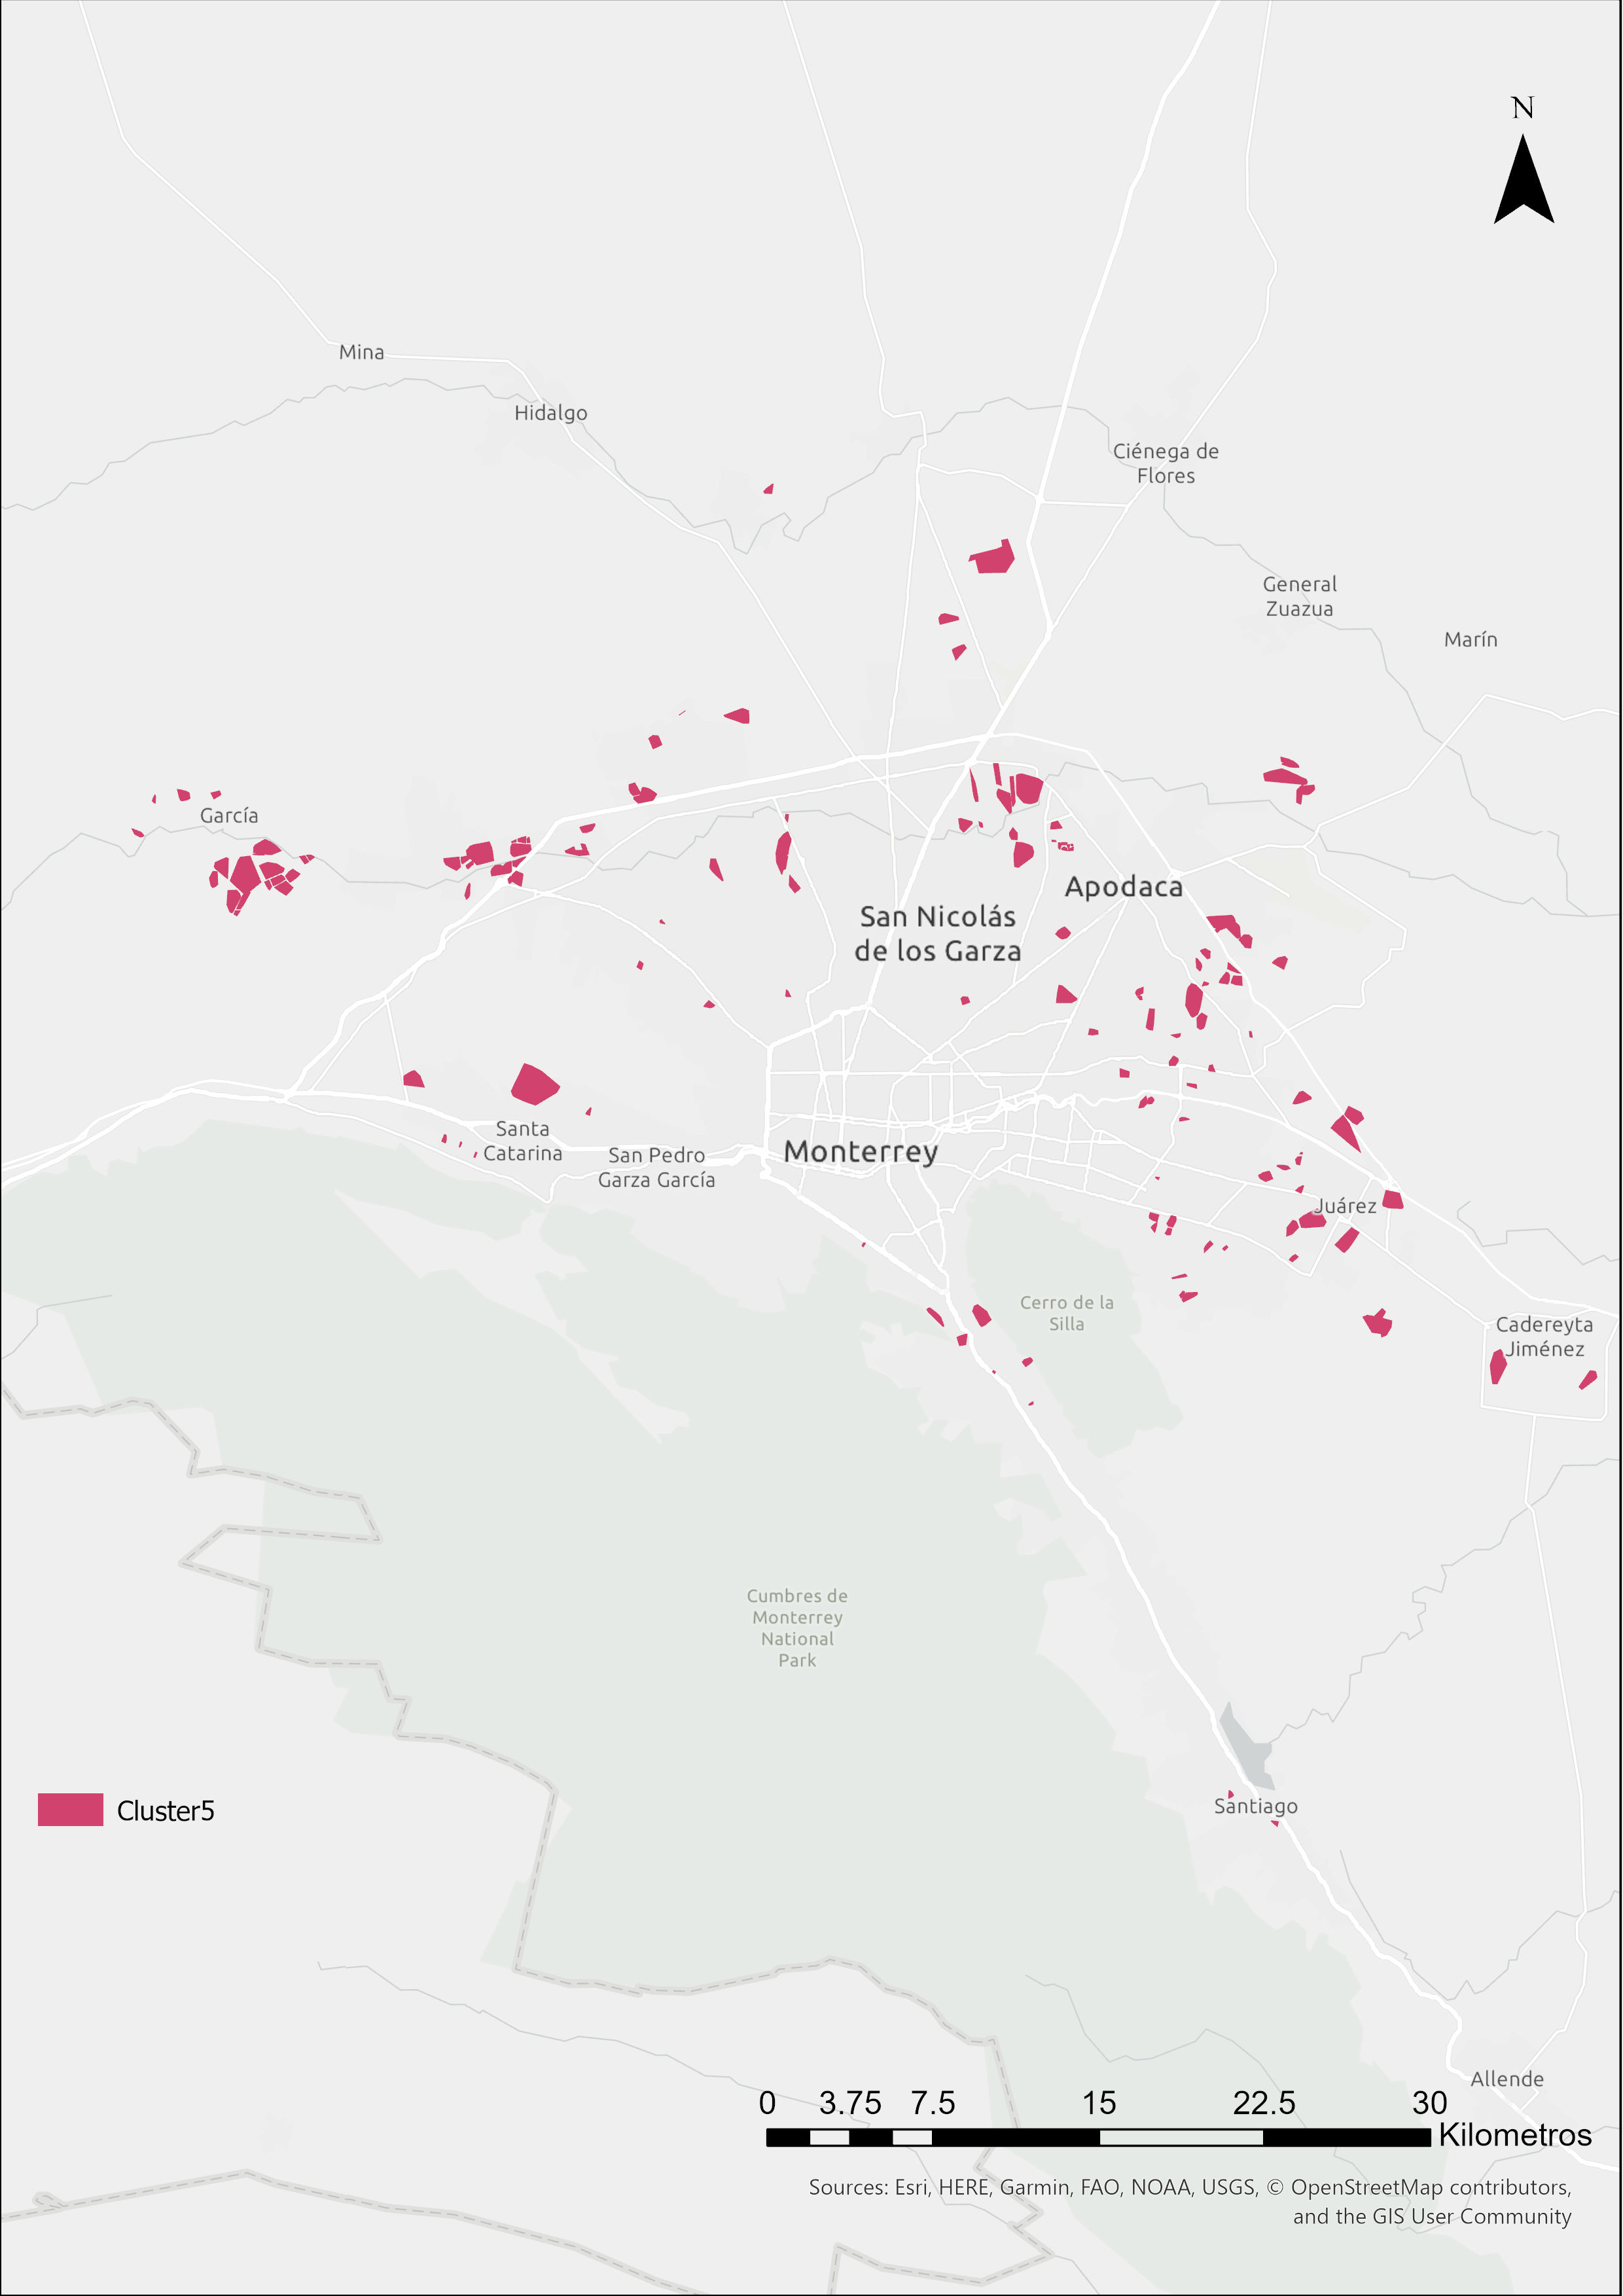 N
Mina
Hidalgo
Ciénega de
Flores
General
Zuazua
Marín
García
Apodaca
San Nicolás
de los Garza
Santa
Catarina
San Pedro
Garza García
Monterrey
Juárez
Cerro de la
Silla
Cadereyta
Jiménez
Cumbres de
Monterrey
National
Park
Cluster5
Santiago
Allende
0 3.75 7.5 15 22.5 30
Kilometros
Sources: Esri, HERE, Garmin, FAO, NOAA, USGS, © OpenStreetMap contributors,
and the GIS User Community